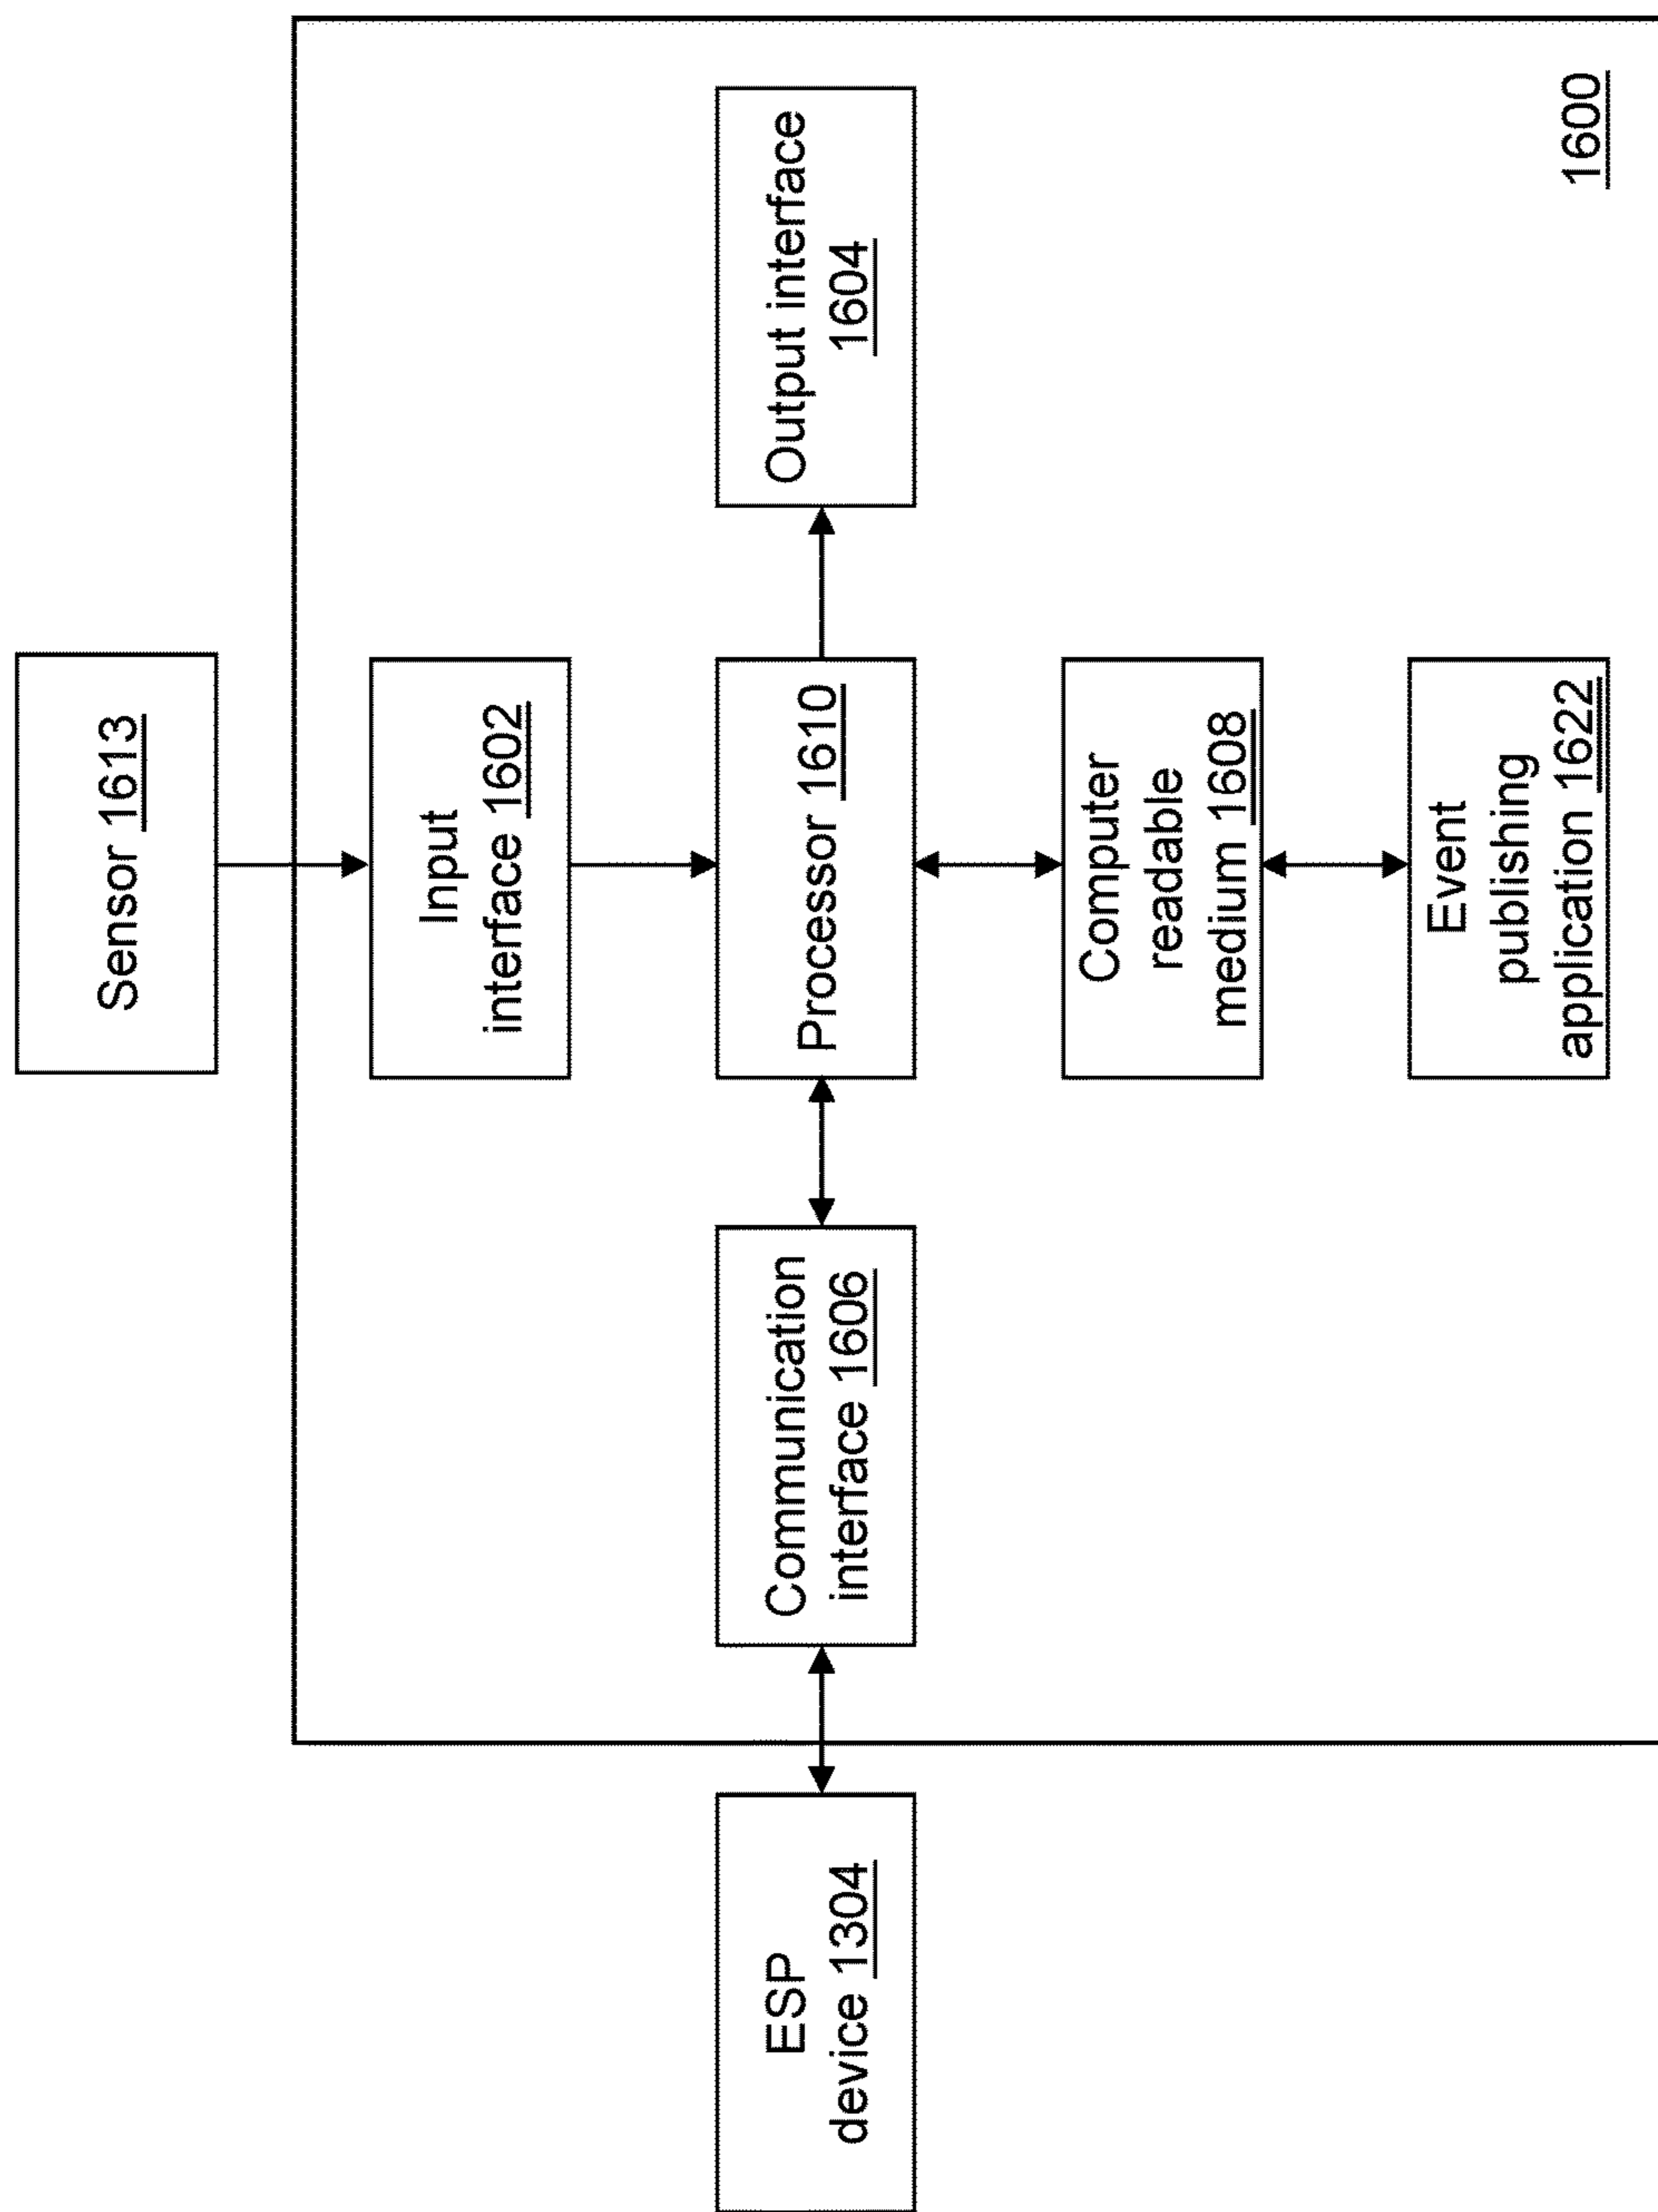 Sensor 1613
Input
interface 1602
ESP
device 1304
Communication
interface 1606
Processor 1610
Output interface
1604
Computer
readable
medium 1608
Event
publishing
application 1622
1600